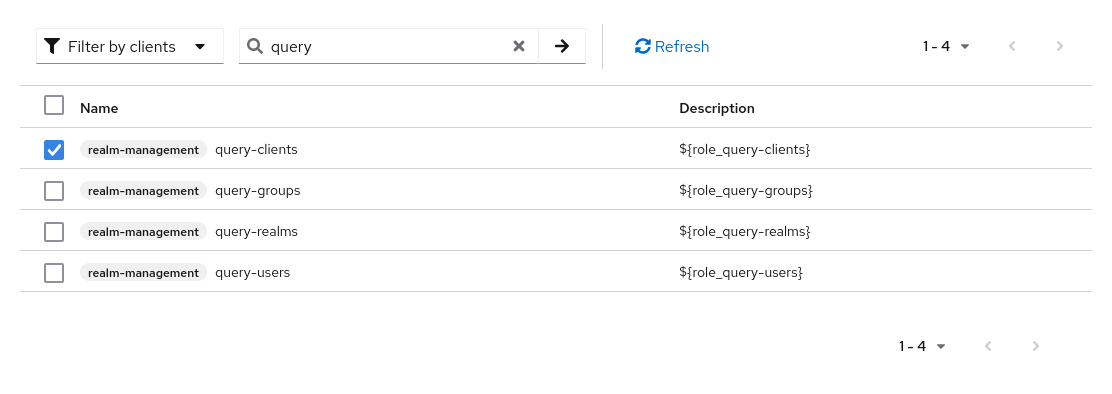 Filter by clients query Refresh 1 - 4
Name Description
realm-management query-clients ${role_query-clients}
realm-management query-groups ${role_query-groups}
realm-management query-realms ${role_query-realms}
realm-management query-users ${role_query-users}
1 - 4